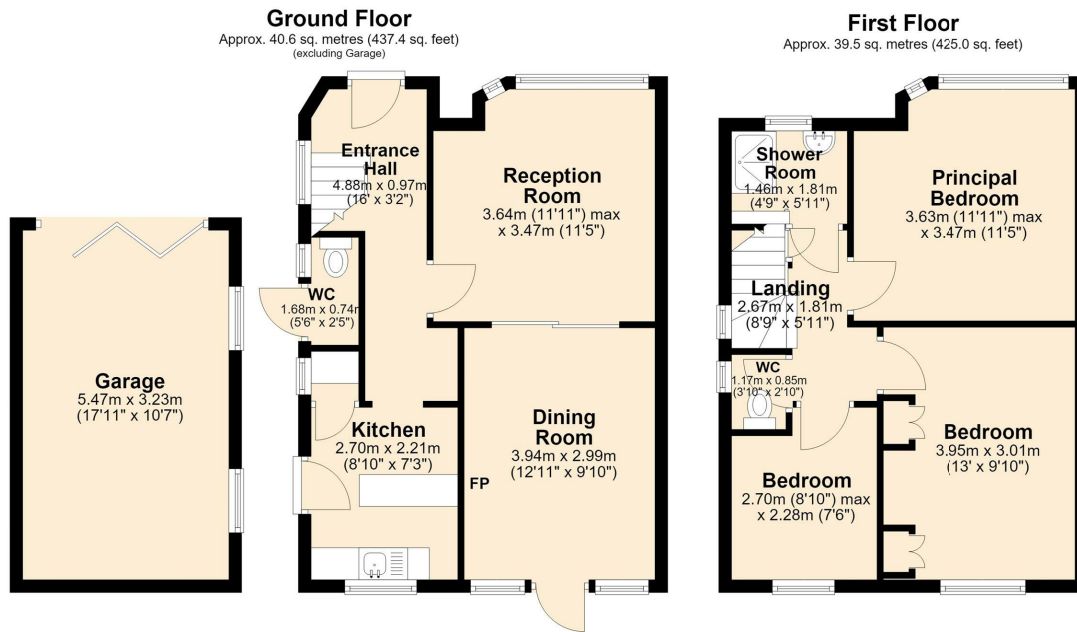 Ground Floor
Approx. 40.6 sq. metres (437.4 sq. feet)
(excluding Garage)
Entrance
Hall
4.88m x 0.97m
(16' x 3'2")
Reception
Room
3.64m (11'11") max
x 3.47m (11'5")
WC
1.68m x 0.74m
(5'6" x 2'5")
Garage
5.47m x 3.23m
(17'11" x 10'7")
Kitchen
2.70m x 2.21m
(8'10" x 7'3")
Dining
Room
3.94m x 2.99m
(12'11" x 9'10")
FP
First Floor
Approx. 39.5 sq. metres (425.0 sq. feet)
Shower
Room
1.46m x 1.81m
(4'9" x 5'11")
Principal
Bedroom
3.63m (11'11") max
x 3.47m (11'5")
Landing
2.67m x 1.81m
(8'9" x 5'11")
WC
1.17m x 0.85m
(3'10" x 2'10")
Bedroom
3.95m x 3.01m
(13' x 9'10")
Bedroom
2.70m (8'10") max
x 2.28m (7'6")